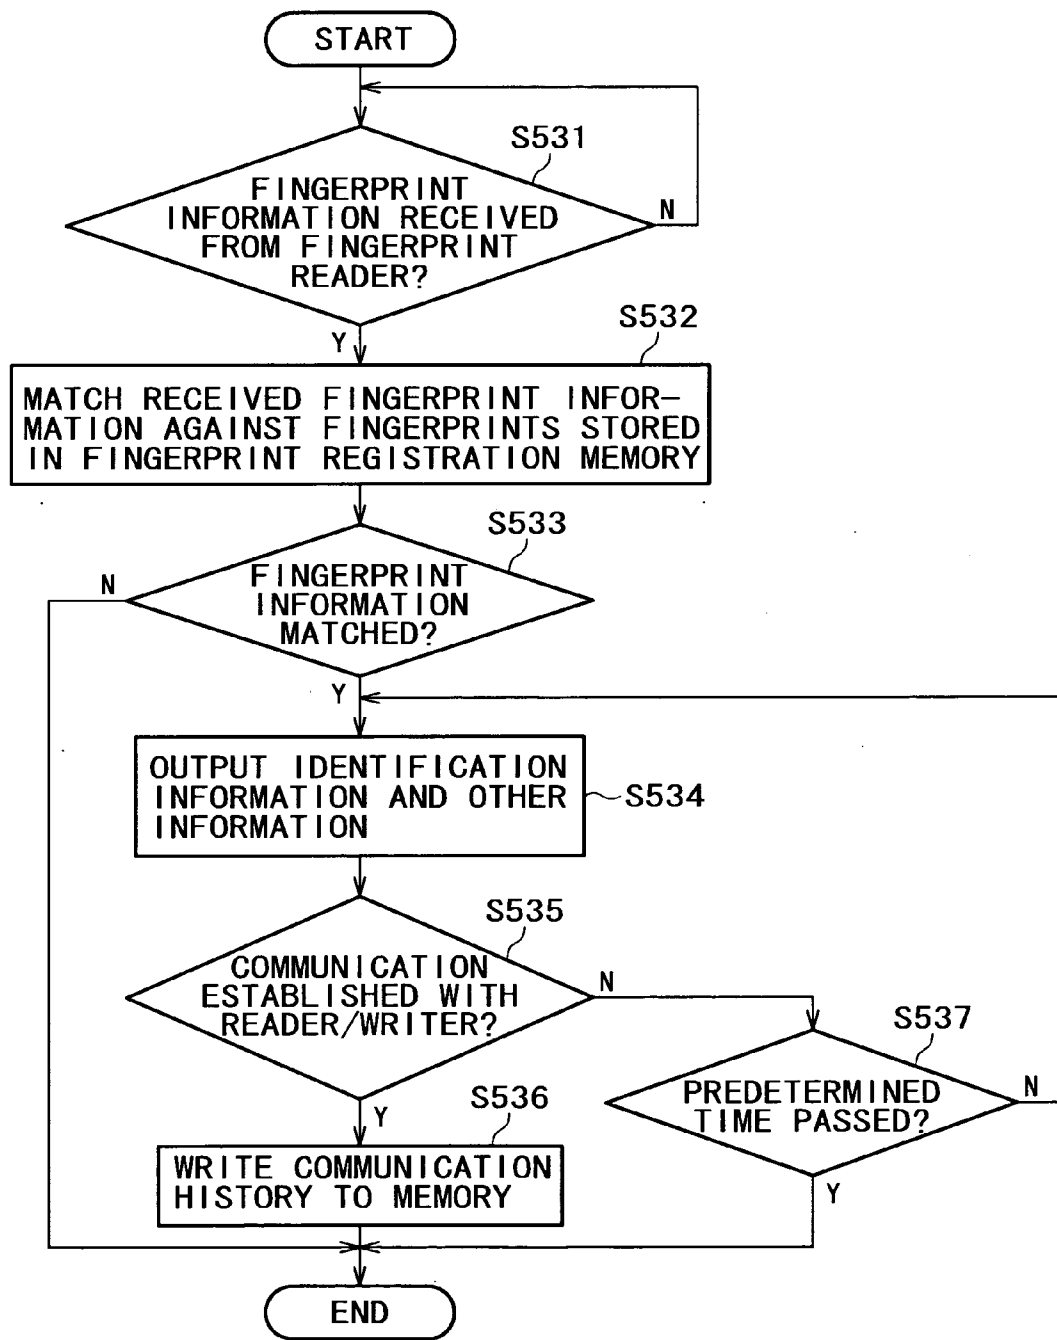 START
S531
FINGERPRINT
INFORMATION RECEIVED
FROM FINGERPRINT
READER?
N
Y
S532
MATCH RECEIVED FINGERPRINT INFOR-
MATION AGAINST FINGERPRINTS STORED
IN FINGERPRINT REGISTRATION MEMORY
S533
N
FINGERPRINT
INFORMATION
MATCHED?
Y
OUTPUT IDENTIFICATION
INFORMATION AND OTHER
INFORMATION
S534
S535
COMMUNICATION
ESTABLISHED WITH
READER/WRITER?
N
S537
PREDETERMINED
TIME PASSED?
N
Y
S536
Y
WRITE COMMUNICATION
HISTORY TO MEMORY
END